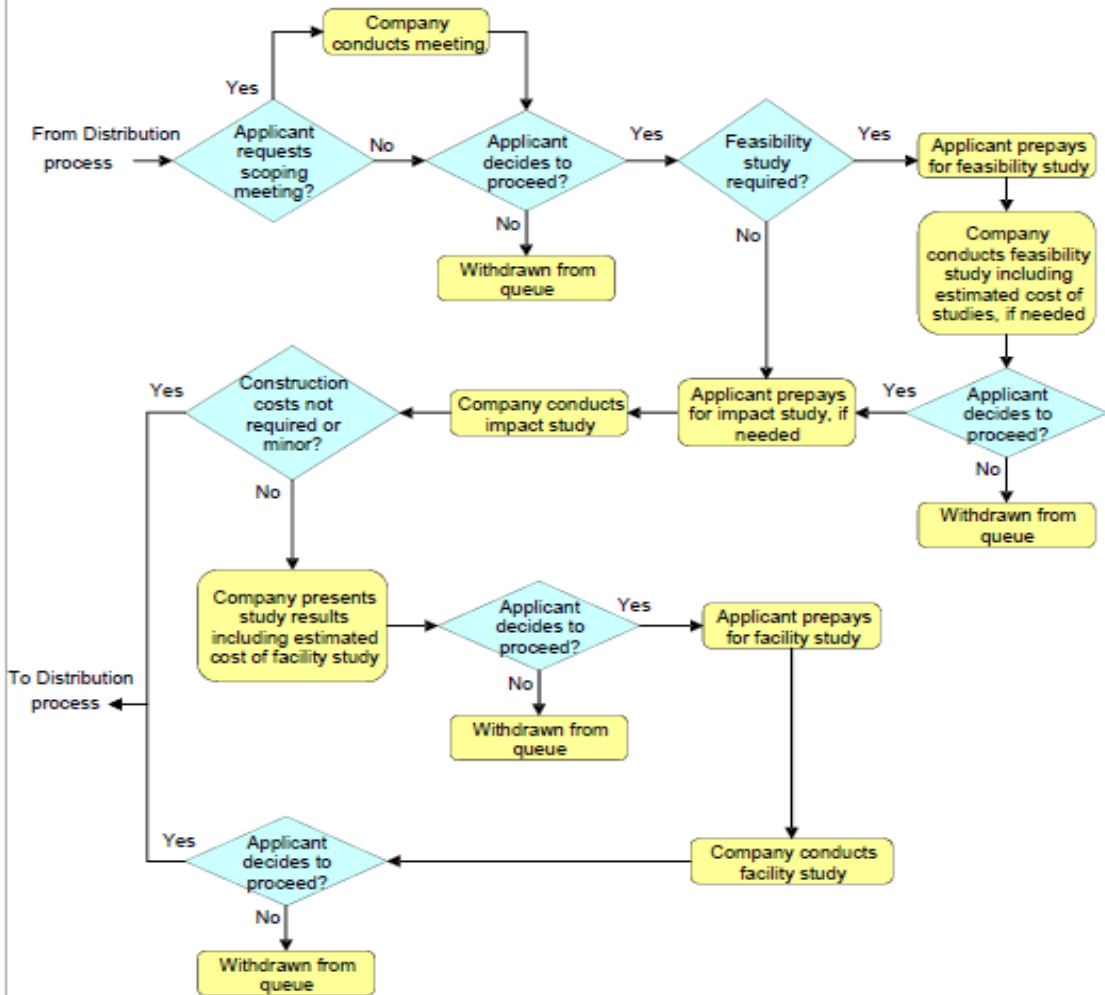 Company
conducts meeting
Yes
From Distribution
process
Applicant
requests
scoping
meeting?
No
Applicant
decides to
proceed?
Yes
Feasibility
study
required?
Yes
Applicant prepays
for feasibility study
No
Withdrawn from
queue
No
Company
conducts feasibility
study including
estimated cost of
studies, if needed
Yes
Construction
costs not
required or
minor?
Company conducts
impact study
Applicant prepays
for impact study, if
needed
Yes
Applicant
decides to
proceed?
No
Withdrawn from
queue
No
Company presents
study results
including estimated
cost of facility study
Applicant
decides to
proceed?
Yes
Applicant prepays
for facility study
No
Withdrawn from
queue
To Distribution
process
Yes
Applicant
decides to
proceed?
Company conducts
facility study
No
Withdrawn from
queue